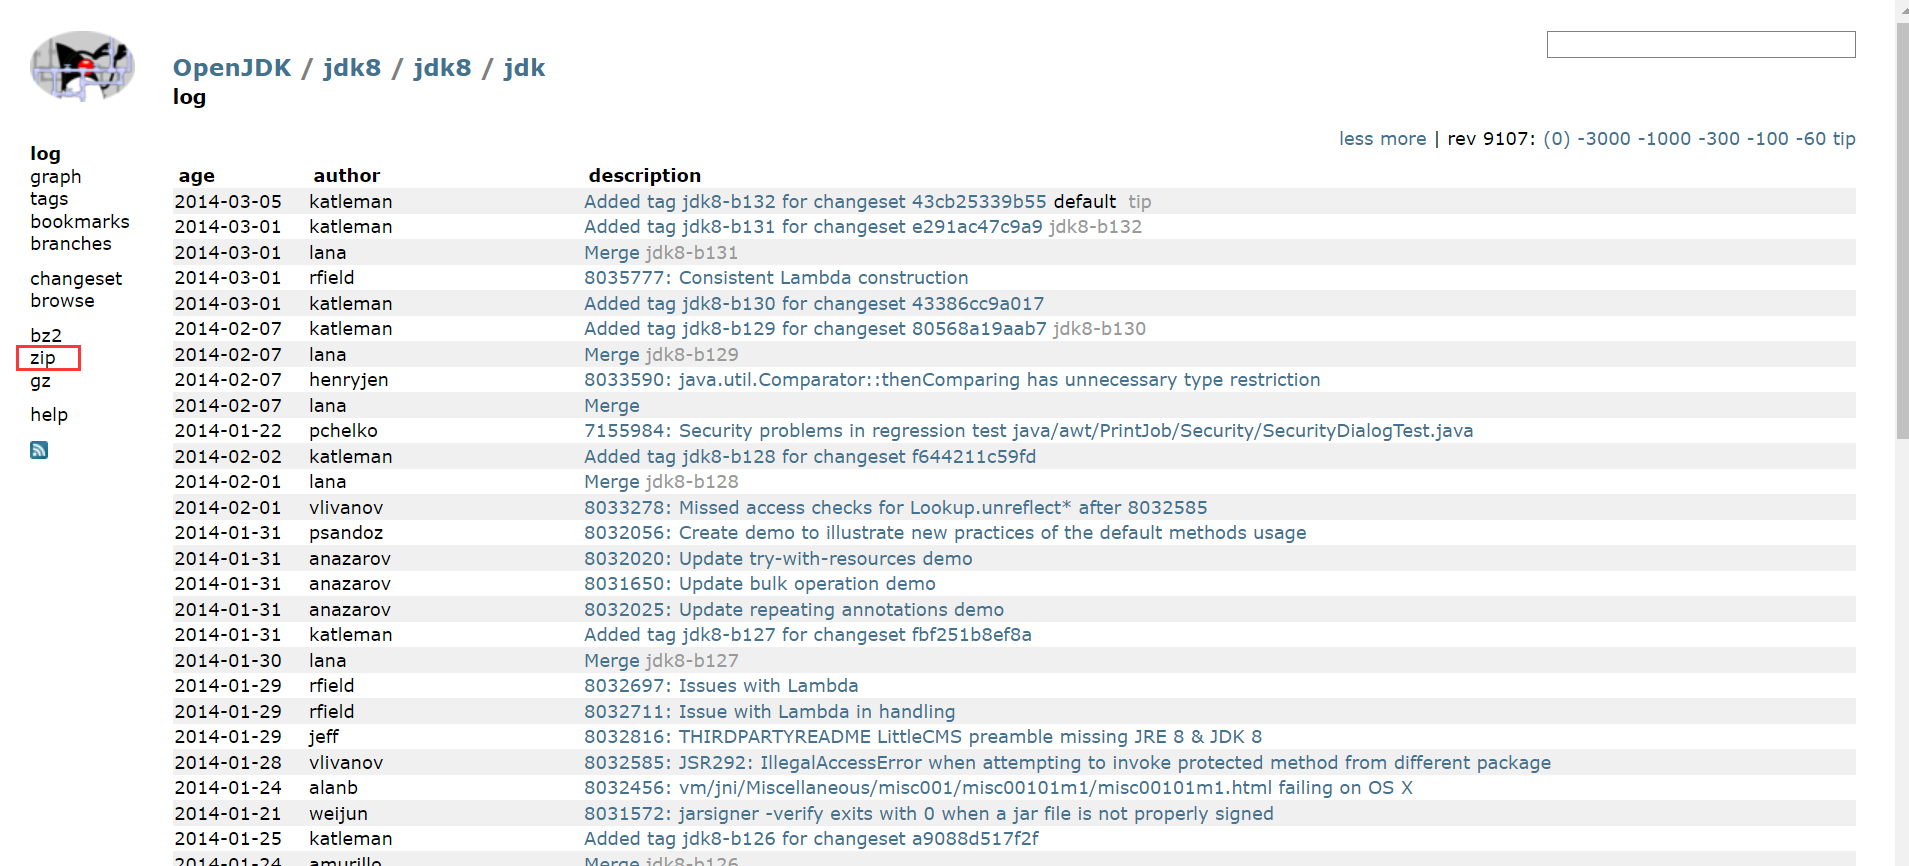 OpenJDK / jdk8 / jdk8 / jdk
log
less more | rev 9107: (0) -3000 -1000 -300 -100 -60 tip
log
graph
tags
bookmarks
branches
changeset
browse
bz2
zip
gz
help
age author description
2014-03-05 katleman Added tag jdk8-b132 for changeset 43cb25339b55 default tip
2014-03-01 katleman Added tag jdk8-b131 for changeset e291ac47c9a9 jdk8-b132
2014-03-01 lana Merge jdk8-b131
2014-03-01 rfield 8035777: Consistent Lambda construction
2014-03-01 katleman Added tag jdk8-b130 for changeset 43386cc9a017
2014-02-07 katleman Added tag jdk8-b129 for changeset 80568a19aab7 jdk8-b130
2014-02-07 lana Merge jdk8-b129
2014-02-07 henryjen 8033590: java.util.Comparator::thenComparing has unnecessary type restriction
2014-02-07 lana Merge
2014-01-22 pchelko 7155984: Security problems in regression test java/awt/PrintJob/Security/SecurityDialogTest.java
2014-02-02 katleman Added tag jdk8-b128 for changeset f644211c59fd
2014-02-01 lana Merge jdk8-b128
2014-02-01 vlivanov 8033278: Missed access checks for Lookup.unreflect* after 8032585
2014-01-31 psandoz 8032056: Create demo to illustrate new practices of the default methods usage
2014-01-31 anazarov 8032020: Update try-with-resources demo
2014-01-31 anazarov 8031650: Update bulk operation demo
2014-01-31 anazarov 8032025: Update repeating annotations demo
2014-01-31 katleman Added tag jdk8-b127 for changeset fbf251b8ef8a
2014-01-30 lana Merge jdk8-b127
2014-01-29 rfield 8032697: Issues with Lambda
2014-01-29 rfield 8032711: Issue with Lambda in handling
2014-01-29 jeff 8032816: THIRDPARTYREADME LittleCMS preamble missing JRE 8 & JDK 8
2014-01-28 vlivanov 8032585: JSR292: IllegalAccessError when attempting to invoke protected method from different package
2014-01-24 alanb 8032456: vm/jni/Miscellaneous/misc001/misc00101m1/misc00101m1.html failing on OS X
2014-01-21 weijun 8031572: jarsigner -verify exits with 0 when a jar file is not properly signed
2014-01-25 katleman Added tag jdk8-b126 for changeset a9088d517f2f
2014-01-24 amurillo Merge jdk8-b126